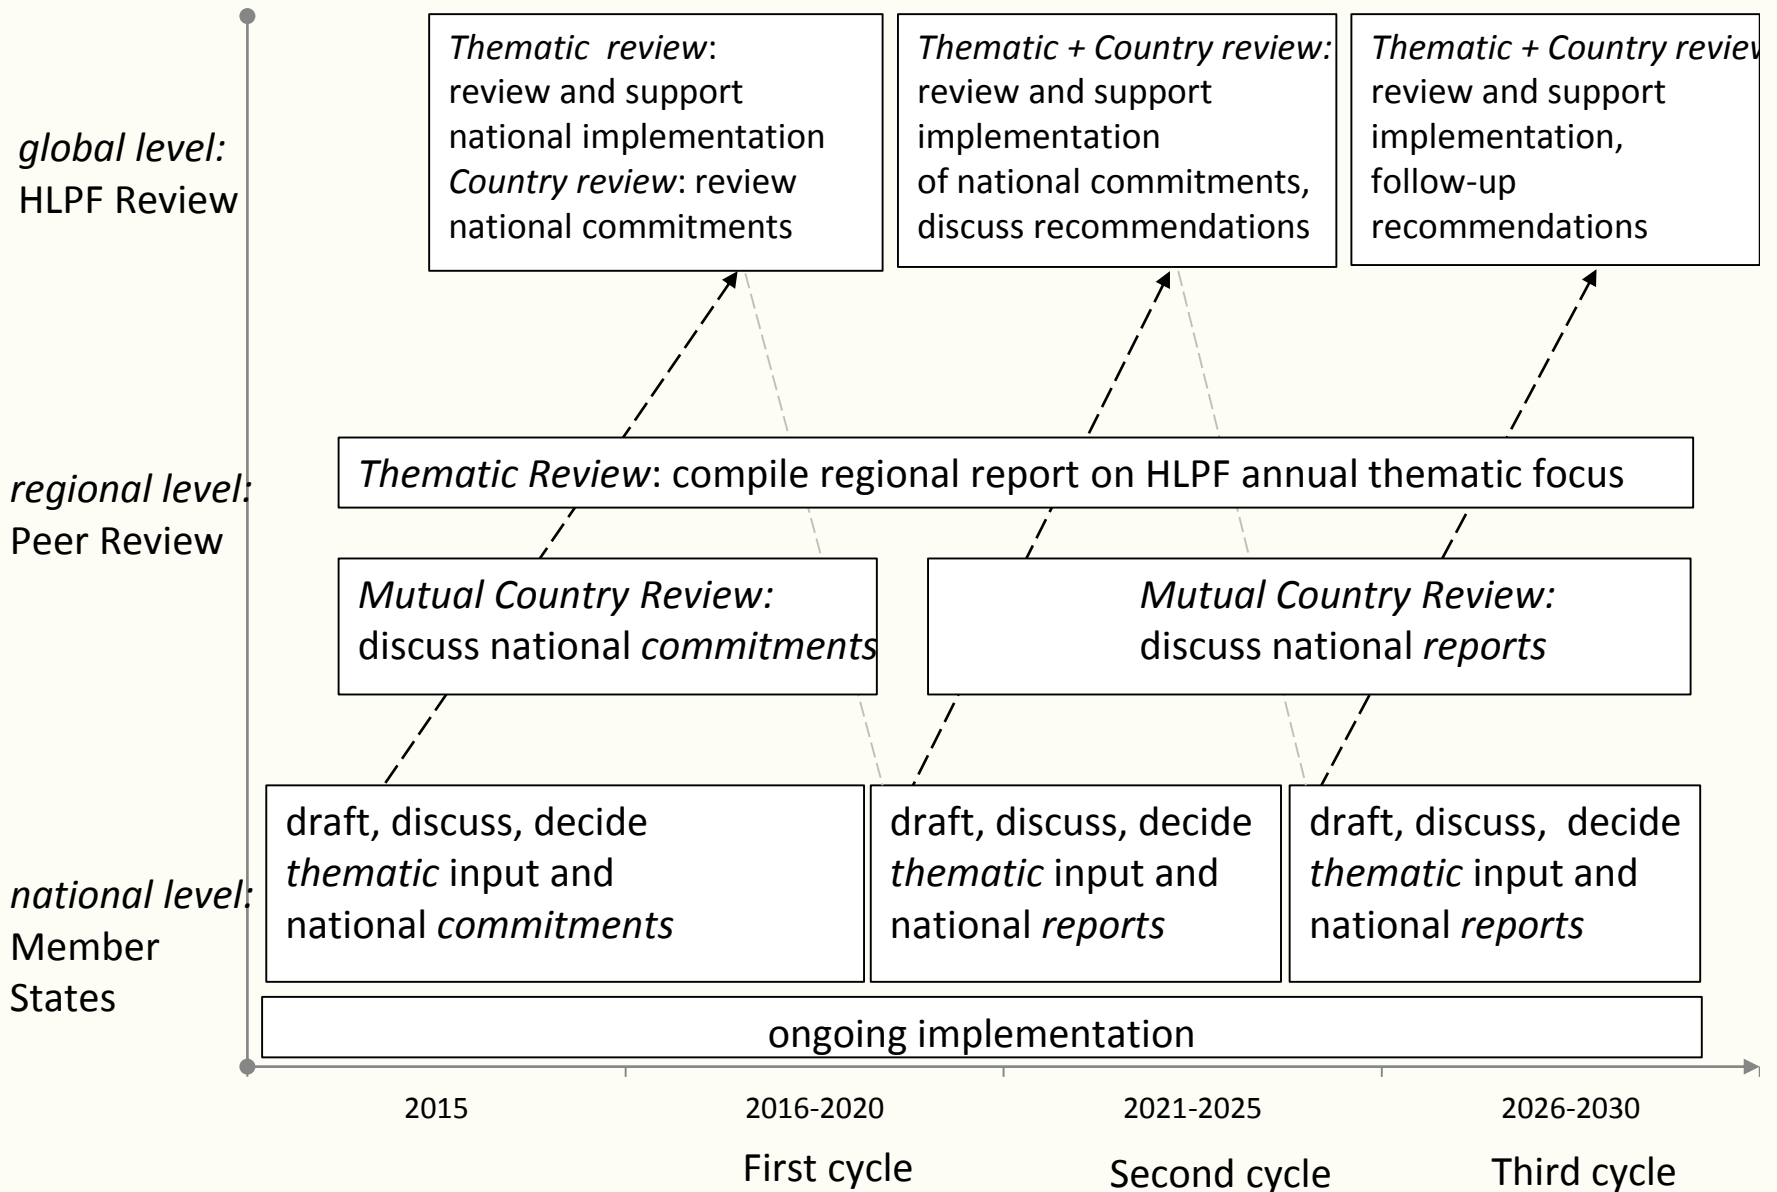 global level:
HLPF Review
Thematic review:
review and support
national implementation
Country review: review
national commitments
Thematic + Country review:
review and support
implementation
of national commitments,
discuss recommendations
Thematic + Country review
review and support
implementation,
follow-up
recommendations
regional level:
Peer Review
Thematic Review: compile regional report on HLPF annual thematic focus
Mutual Country Review:
discuss national commitments
Mutual Country Review:
discuss national reports
national level:
Member
States
draft, discuss, decide
thematic input and
national commitments
draft, discuss, decide
thematic input and
national reports
draft, discuss, decide
thematic input and
national reports
ongoing implementation
2015
2016-2020
2021-2025
2026-2030
First cycle
Second cycle
Third cycle